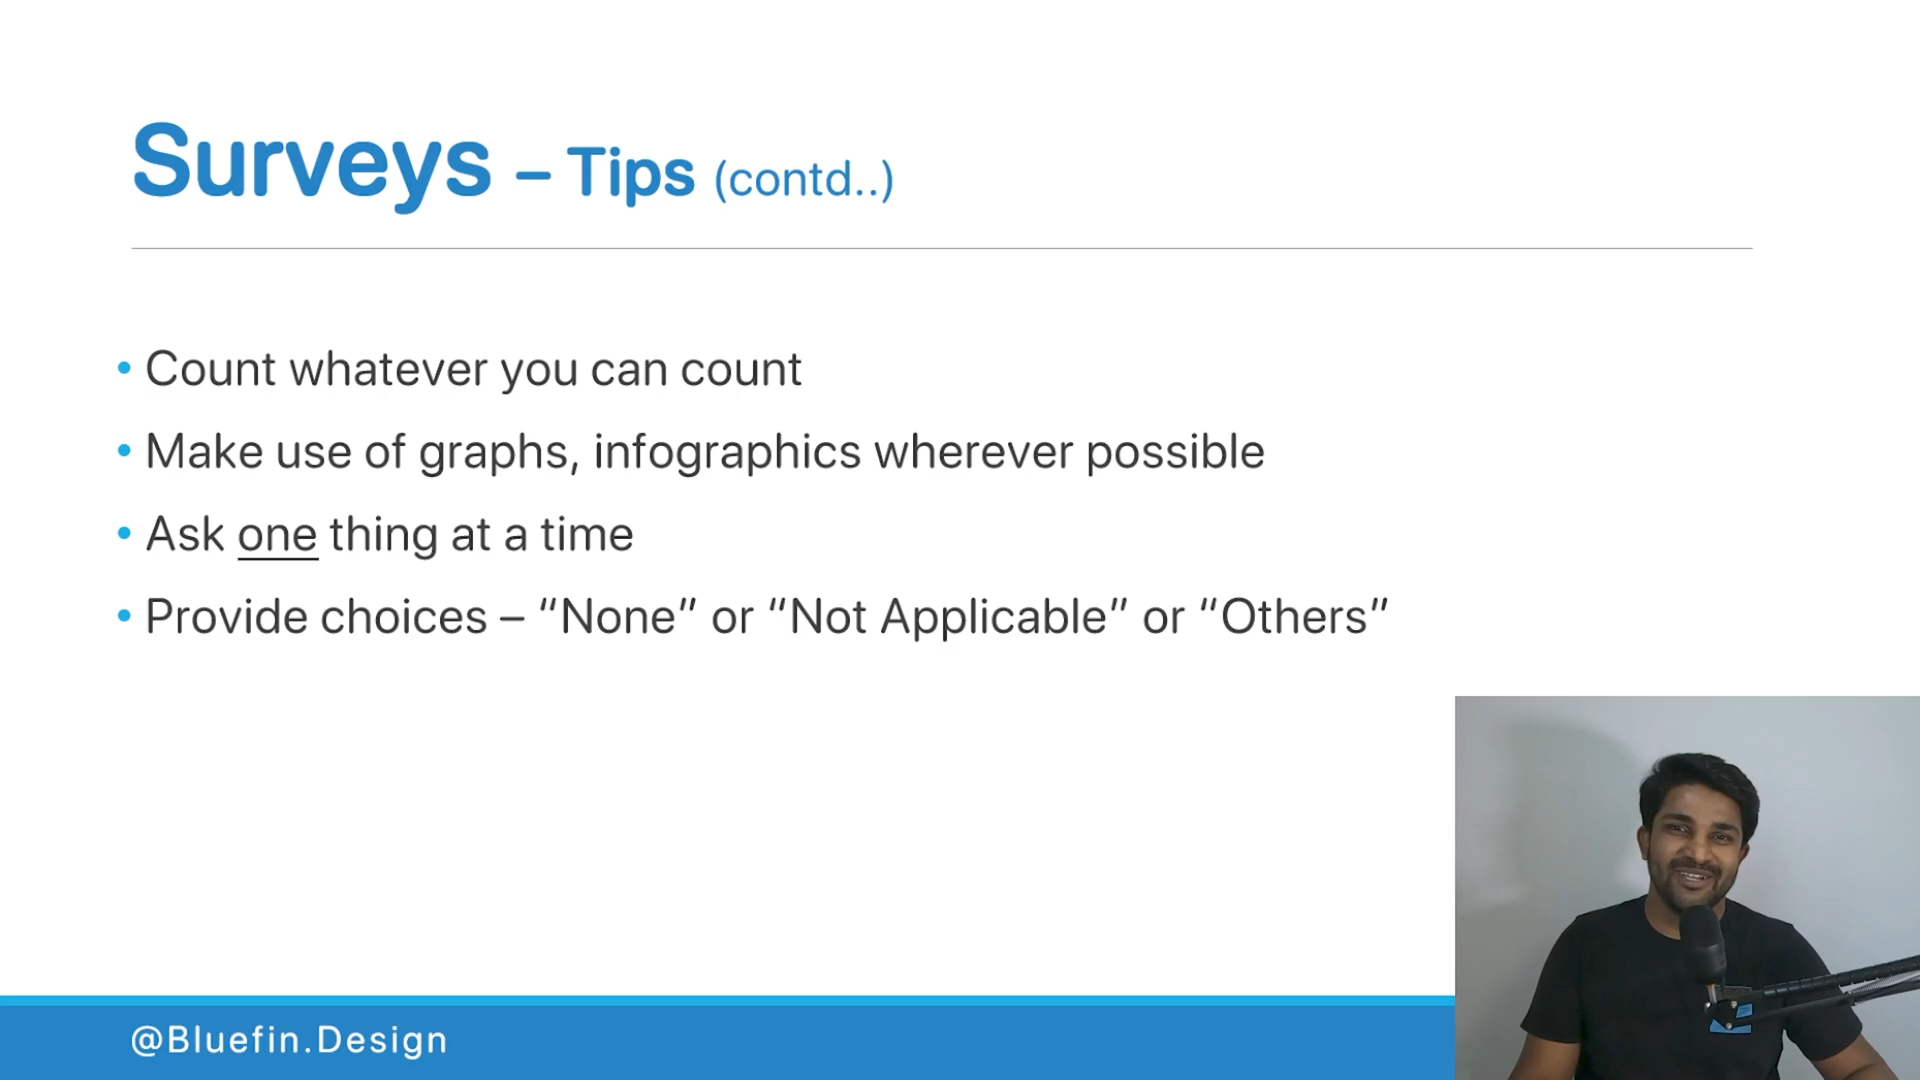 Surveys – Tips (contd..)
• Count whatever you can count
• Make use of graphs, infographics wherever possible
• Ask one thing at a time
• Provide choices – “None” or “Not Applicable” or “Others”
@Bluefin.Design